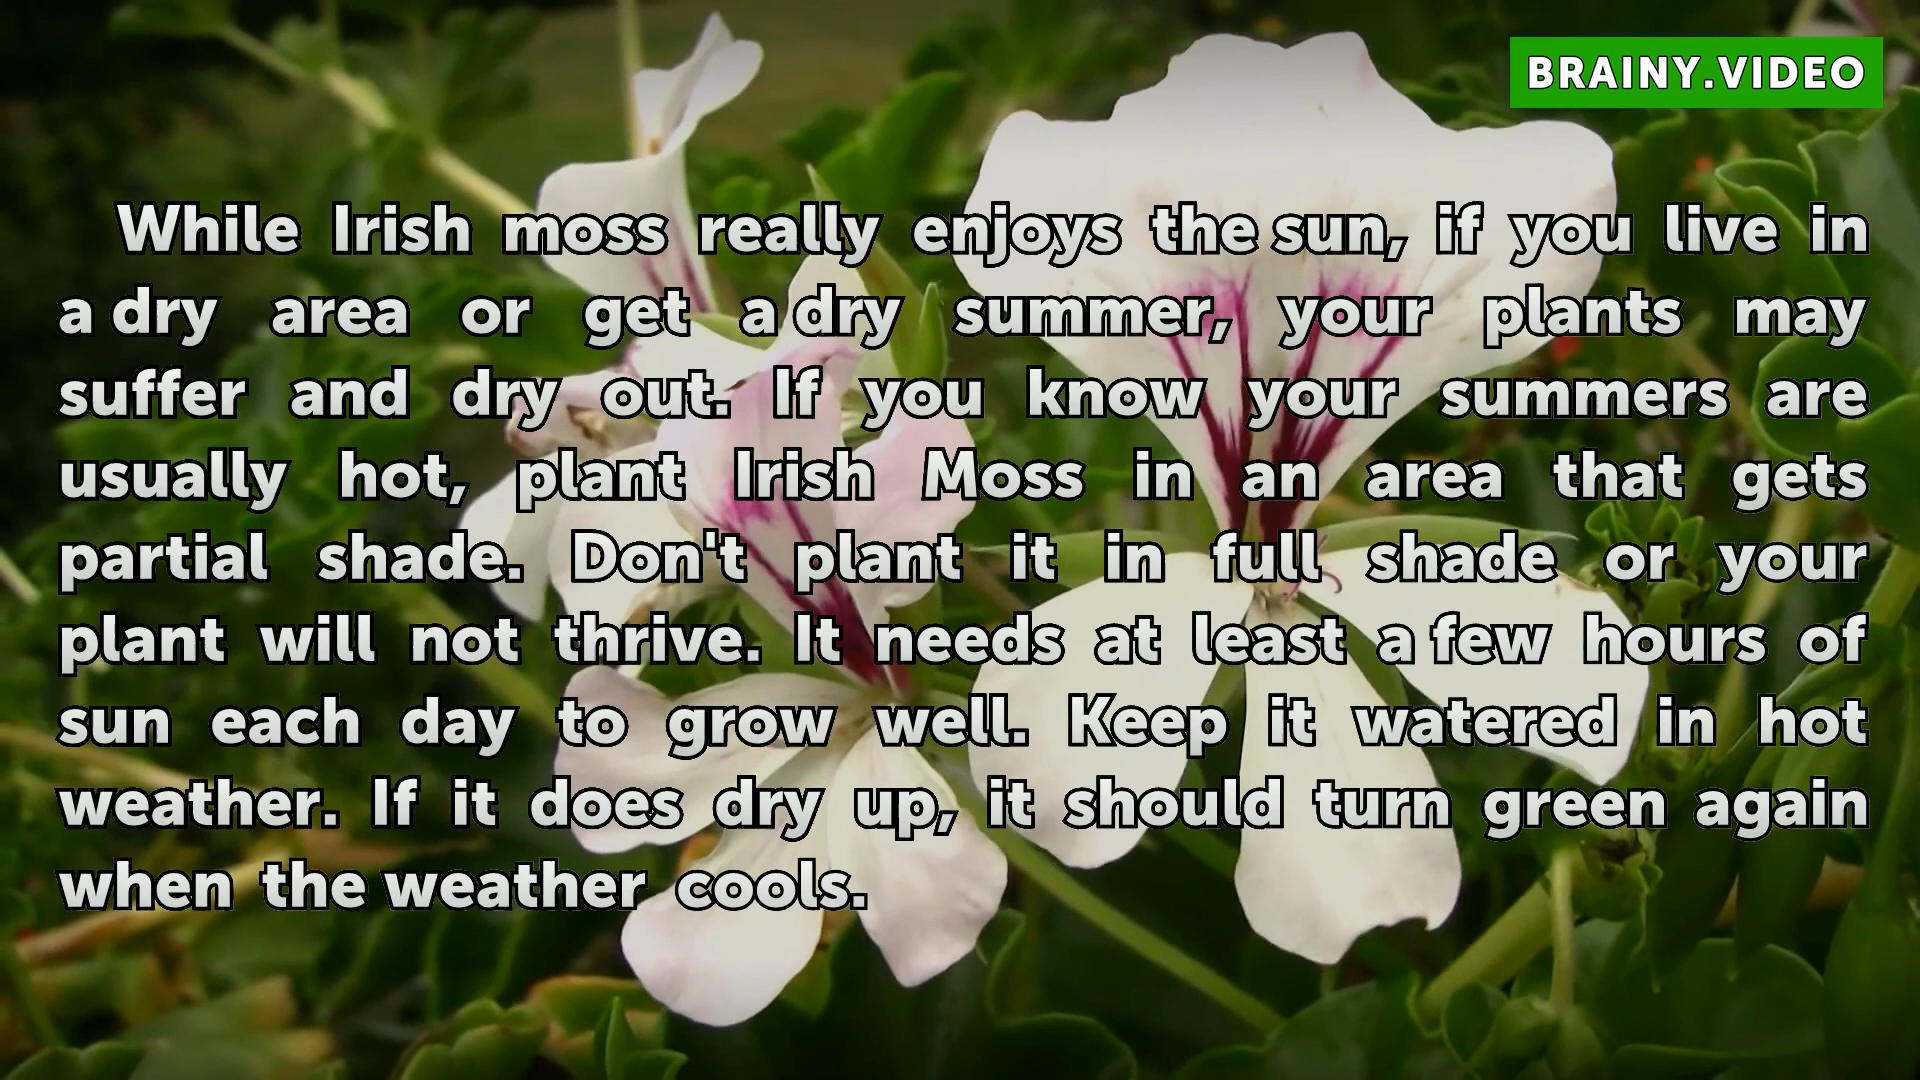 BRAINY.VIDEO
While Irish moss really enjoys the sun, if you live in
a dry area or get a dry summer, your plants may
suffer and dry out. If you know your summers are
usually hot, plant Irish Moss in an area that gets
partial shade. Don't plant it in full shade or your
plant will not thrive. It needs at least a few hours of
sun each day to grow well. Keep it watered in hot
weather. If it does dry up, it should turn green again
when the weather cools.